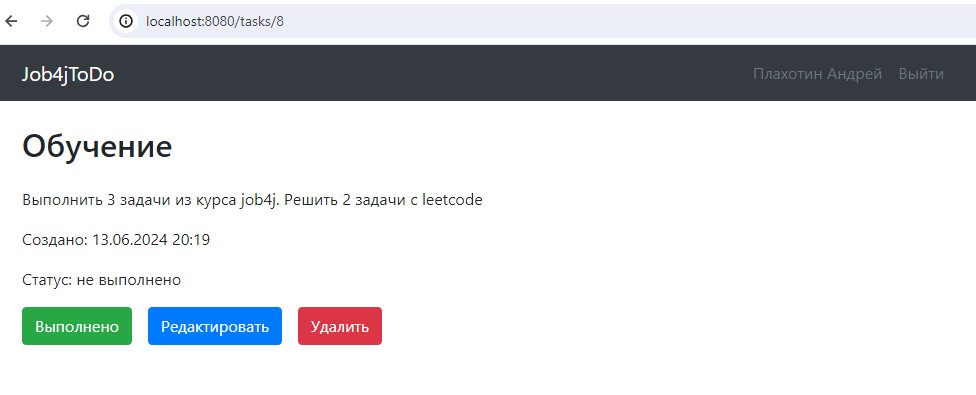 localhost:8080/tasks/8
Job4jToDo Плахотин Андрей Выйти
Обучение
Выполнить 3 задачи из курса job4j. Решить 2 задачи с leetcode
Создано: 13.06.2024 20:19
Статус: не выполнено
Выполнено Редактировать Удалить